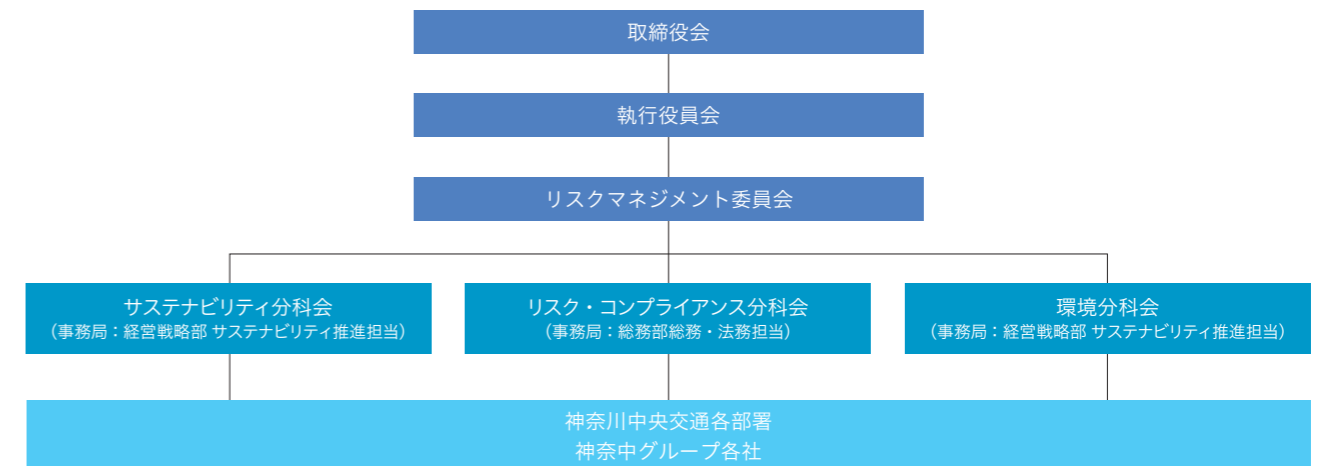 取締役会
執行役員会
リスクマネジメント委員会
サステナビリティ分科会
（事務局：経営戦略部 サステナビリティ推進担当）
リスク・コンプライアンス分科会
（事務局：総務部総務・法務担当）
環境分科会
（事務局：経営戦略部 サステナビリティ推進担当）
神奈川中央交通各部署
神奈中グループ各社